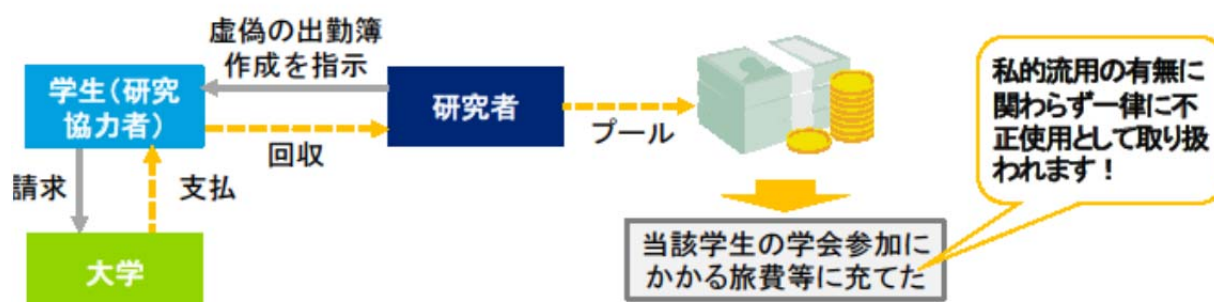 虚偽の出勤簿
作成を指示
学生(研究
協力者)
研究者
回収
プール
請求
支払
大学
当該学生の学会参加に
かかる旅費等に充てた
私的流用の有無に
関わらず一律に不
正使用として取り扱
われます!